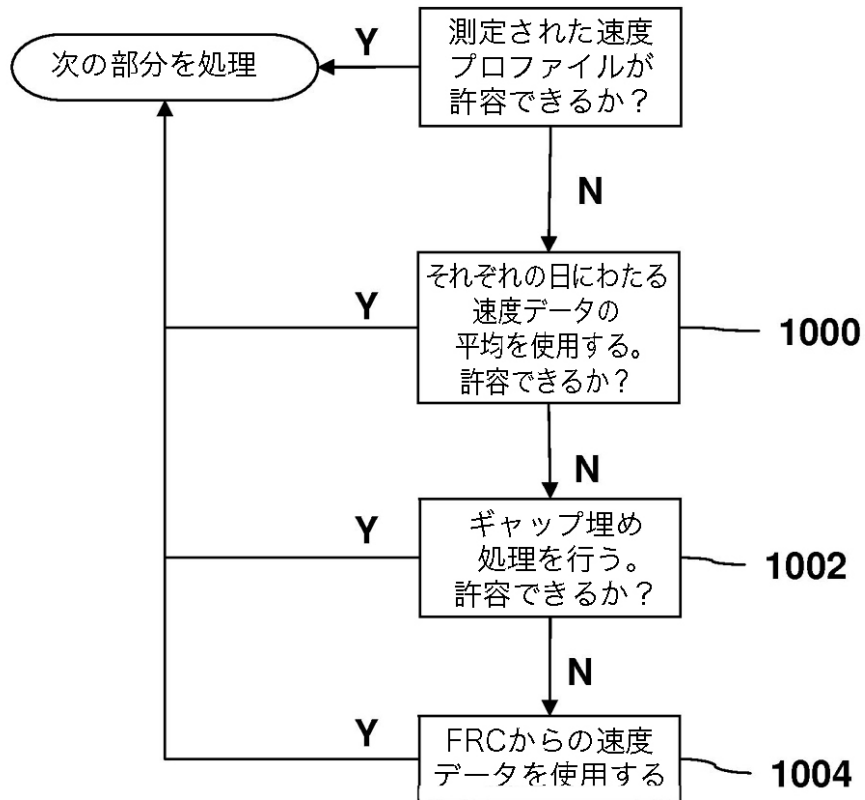 次の部分を処理
Y
測定された速度
プロファイルが
許容できるか？
N
それぞれの日にわたる
速度データの
平均を使用する。
許容できるか？
Y
1000
N
ギャップ埋め
処理を行う。
許容できるか？
Y
1002
N
FRCからの速度
データを使用する
Y
1004